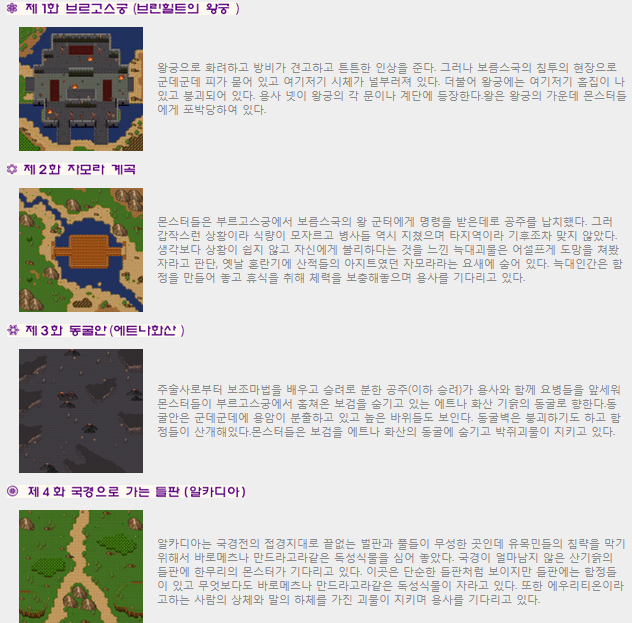 제 1화 브르고스궁 (브린힐트의 왕궁 )
왕궁으로 화려하고 방비가 견고하고 튼튼한 인상을 준다. 그러나 보름스국의 침투의 현장으로
군데군데 피가 묻어 있고 여기저기 시체가 널부러져 있다. 더불어 왕궁에는 여기저기 흠집이 나
있고 붕괴되어 있다. 용사 넷이 왕궁의 각 문이나 계단에 등장한다.왕은 왕궁의 가운데 몬스터들
에게 포박당하여 있다.
제 2화 자모라 계곡
몬스터들은 부르고스궁에서 보름스국의 왕 군터에게 명령을 받은데로 공주를 납치했다. 그러
갑작스런 상황이라 식량이 모자르고 병사들 역시 지쳤으며 타지역이라 기후조차 맞지 않았다.
생각보다 상황이 쉽지 않고 자신에게 불리하다는 것을 느낀 늑대괴물은 어설프게 도망을 쳐봤
자라고 판단, 옛날 혼란기에 산적들의 아지트였던 자모라라는 요새에 숨어 있다. 늑대인간은 함
정을 만들어 놓고 휴식을 취해 체력을 보충해놓으며 용사를 기다리고 있다.
제 3화 동굴안 (에트나화산 )
주술사로부터 보조마법을 배우고 승려로 분한 공주(이하 승려)가 용사와 함께 요병들을 앞세워
몬스터들이 부르고스궁에서 훔쳐온 보검을 숨기고 있는 에트나 화산 기슭의 동굴로 향한다.동
굴안은 군데군데에 용암이 분출하고 있고 높은 바위들도 보인다. 동굴벽은 붕괴하기도 하고 함
정들이 산개해있다.몬스터들은 보검을 에트나 화산의 동굴에 숨기고 박쥐괴물이 지키고 있다.
제 4화 국경으로 가는 들판 (알카디아)
알카디아는 국경전의 접경지대로 끝없는 벌판과 풀들이 무성한 곳인데 유목민들의 침략을 막기
위해서 바로메츠나 만드라고라같은 독성식물을 심어 놓았다. 국경이 얼마남지 않은 산기슭의
들판에 한무리의 몬스터가 기다리고 있다. 이곳은 단순한 들판처럼 보이지만 들판에는 함정들
이 있고 무엇보다도 바로메츠나 만드라고라같은 독성식물이 자라고 있다. 또한 에우리티온이라
고하는 사람의 상체와 말의 하체를 가진 괴물이 지키며 용사를 기다리고 있다.